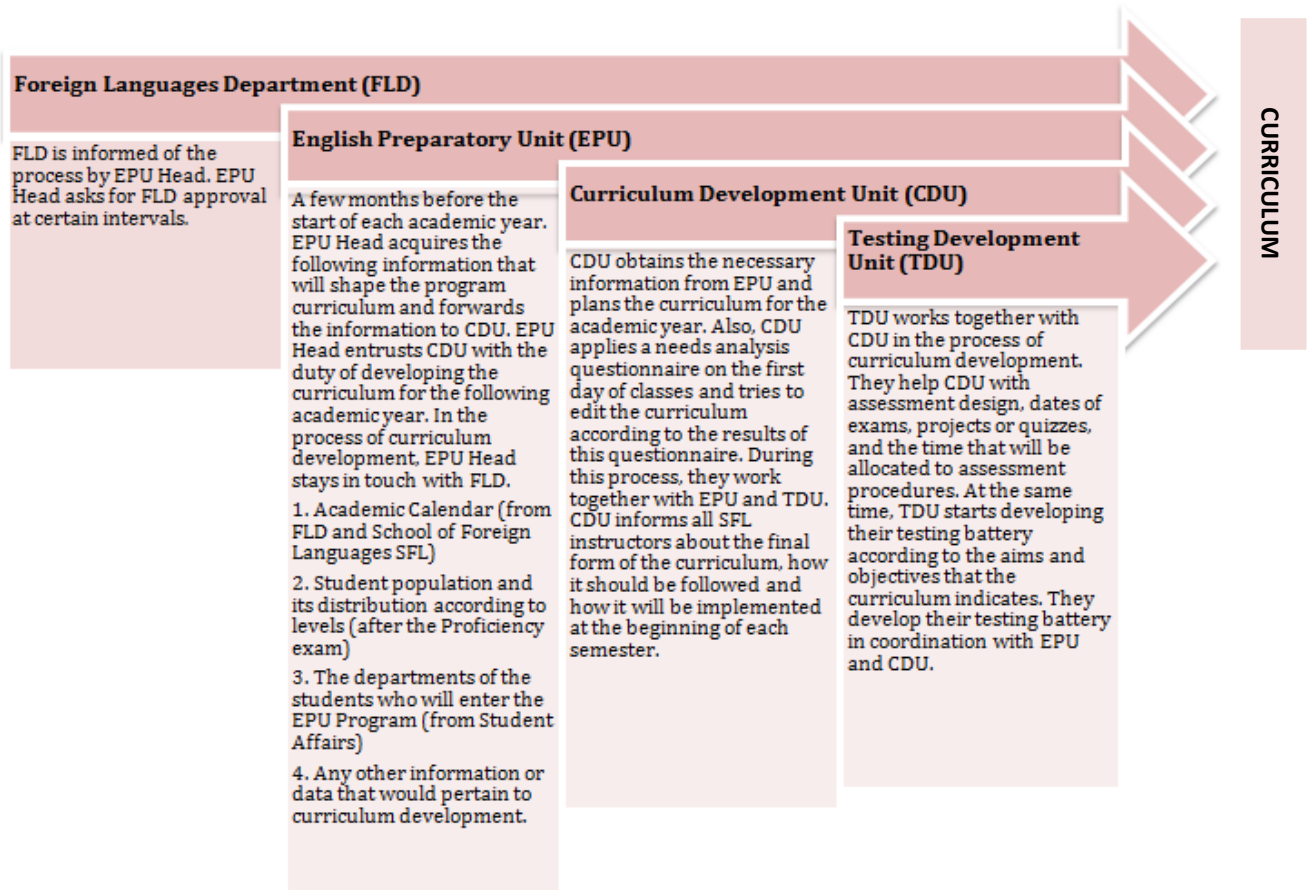 Foreign Languages Department (FLD)
FLD is informed of the
process by EPU Head. EPU
Head asks for FLD approval
at certain intervals.
English Preparatory Unit (EPU)
A few months before the
start of each academic year.
EPU Head acquires the
following information that
will shape the program
curriculum and forwards
the information to CDU. EPU
Head entrusts CDU with the
duty of developing the
curriculum for the following
academic year. In the
process of curriculum
development, EPU Head
stays in touch with FLD.
1. Academic Calendar (from
FLD and School of Foreign
Languages SFL)
2. Student population and
its distribution according to
levels (after the Proficiency
exam)
3. The departments of the
students who will enter the
EPU Program (from Student
Affairs)
4. Any other information or
data that would pertain to
curriculum development.
Curriculum Development Unit (CDU)
CDU obtains the necessary
information from EPU and
plans the curriculum for the
academic year. Also, CDU
applies a needs analysis
questionnaire on the first
day of classes and tries to
edit the curriculum
according to the results of
this questionnaire. During
this process, they work
together with EPU and TDU.
CDU informs all SFL
instructors about the final
form of the curriculum, how
it should be followed and
how it will be implemented
at the beginning of each
semester.
Testing Development
Unit (TDU)
TDU works together with
CDU in the process of
curriculum development.
They help CDU with
assessment design, dates of
exams, projects or quizzes,
and the time that will be
allocated to assessment
procedures. At the same
time, TDU starts developing
their testing battery
according to the aims and
objectives that the
curriculum indicates. They
develop their testing battery
in coordination with EPU
and CDU.
CURRICULUM